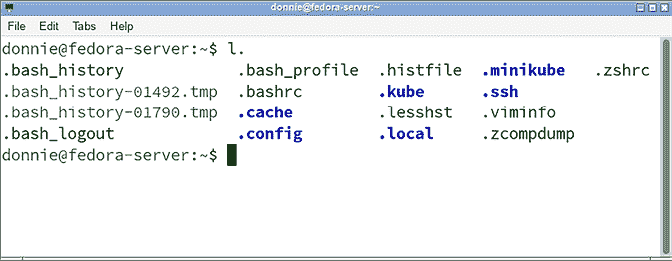 donnie@fedora-server:~
File Edit Tabs Help
donnie@fedora-server:~$ l.
.bash_history .bash_profile .histfile .minikube .zshrc
.bash_history-01492.tmp .bashrc .kube .ssh
.bash_history-01790.tmp .cache .lesshst .viminfo
.bash_logout .config .local .zcompdump
donnie@fedora-server:~$